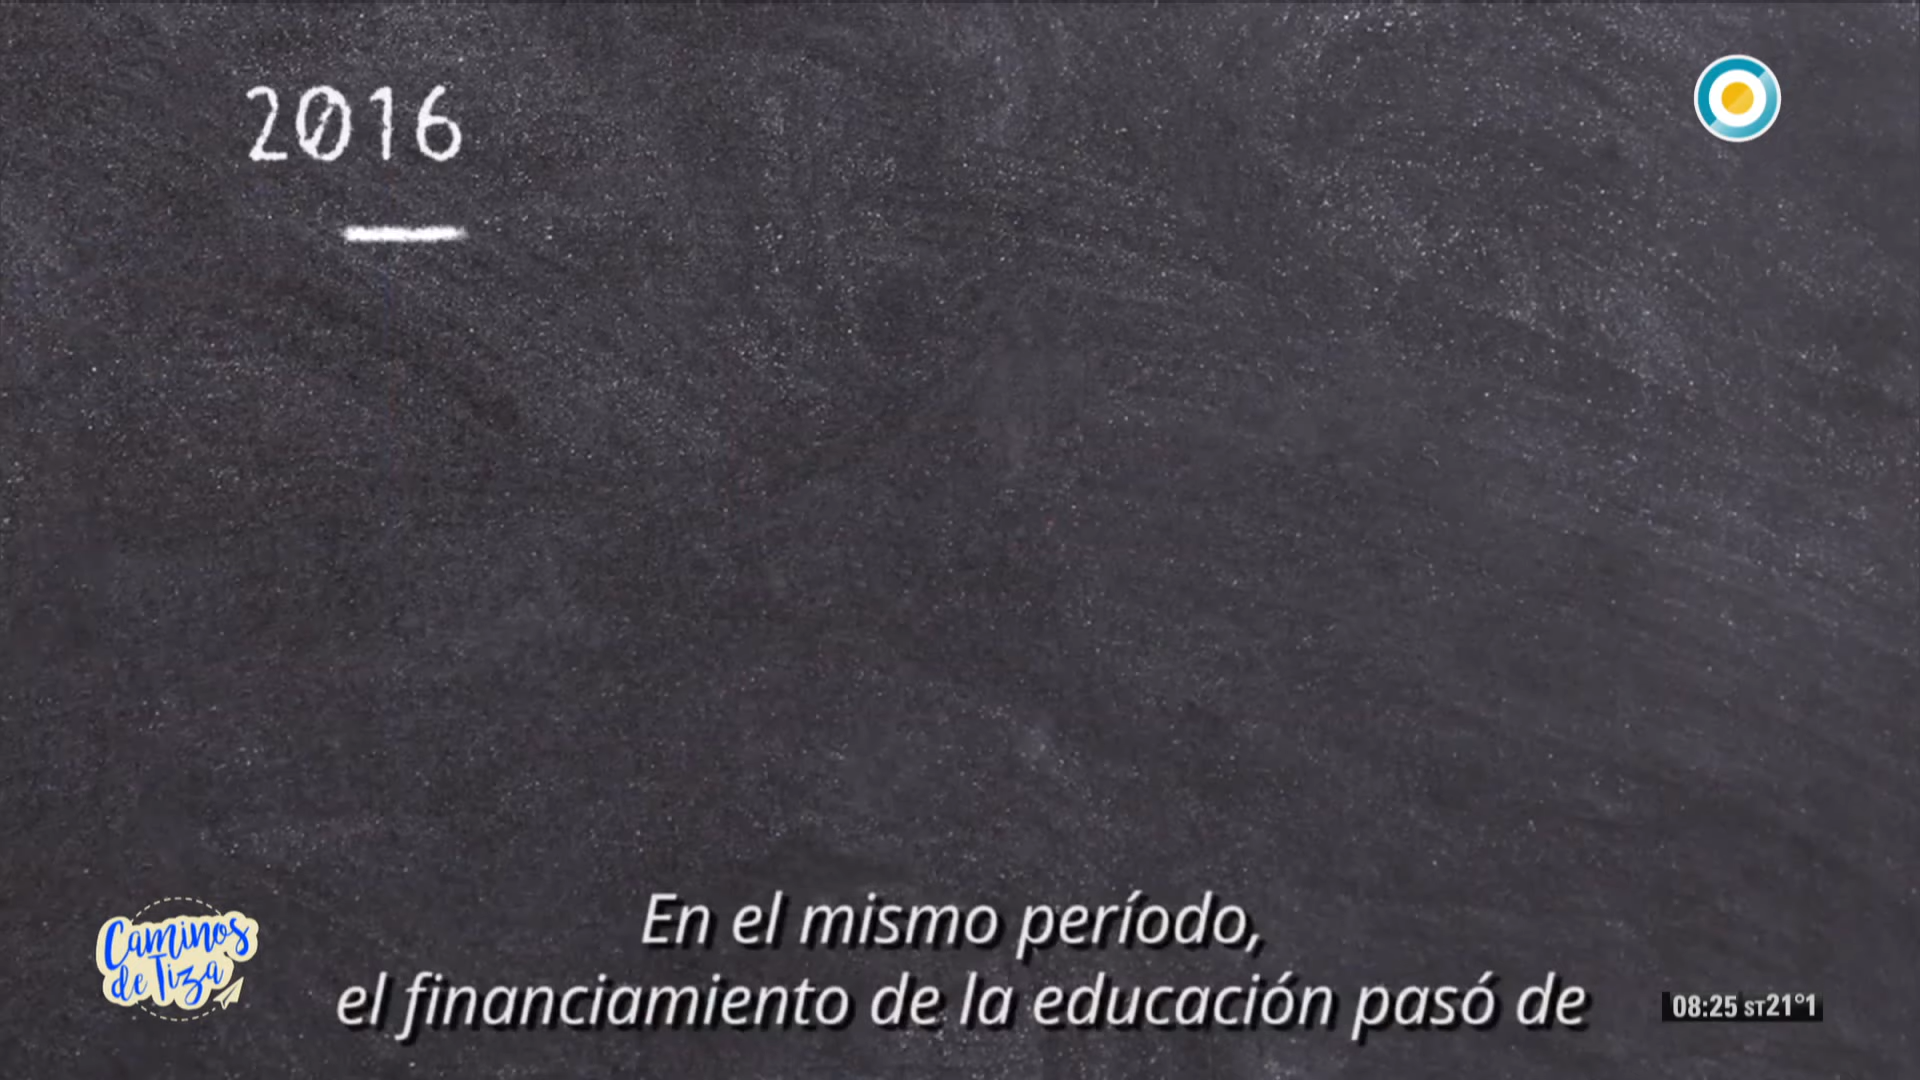 2016
En el mismo período,
el financiamiento de la educación pasó de
Caminos
de Tiza
08:25 ST21°1